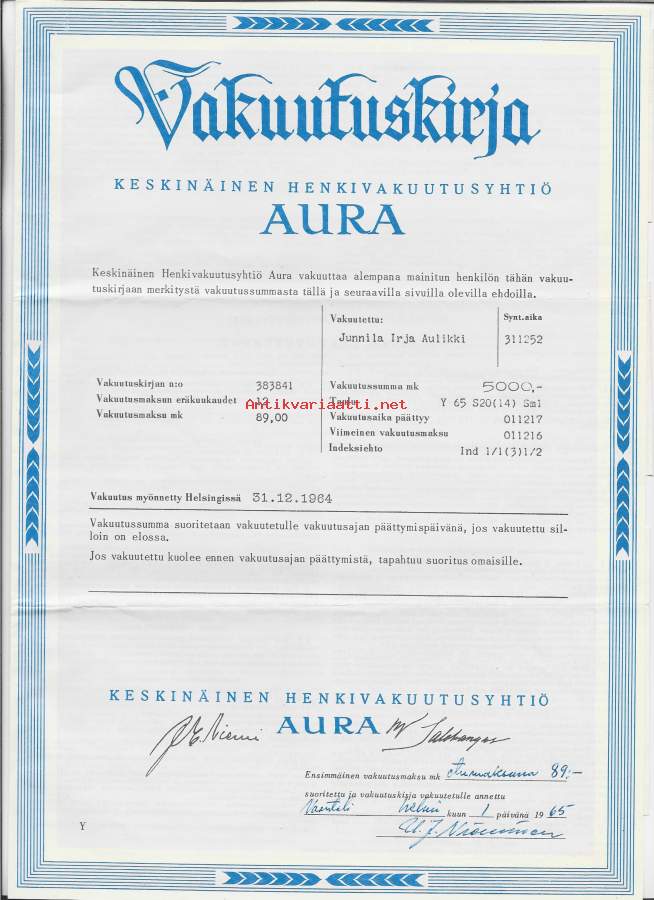 Vakuutuskirja
KESKINÄINEN HENKIVAKUUTUSYHTIÖ
AURA
Keskinäinen Henkivakuutusyhtiö Aura vakuuttaa alempana mainitun henkilön tähän vakuu-
tuskirjaan merkitystä vakuutussummasta tällä ja seuraavilla sivuilla olevilla ehdoilla.
Vakuutettu: Synt.aika
Junnila Irja Aulikki 311252
Vakuutuskirjan n:o 383841
Vakuutusmaksun eräkuukaudet 12
Vakuutusmaksu mk 89,00
Vakuutussumma mk 5000,-
Taulu Y 65 S20(14) Sml
Vakuutusaika päättyy 011217
Viimeinen vakuutusmaksu 011216
Indeksiehto Ind 1/1(3)1/2
Antikvariaatti.net
Vakuutus myönnetty Helsingissä 31.12.1964
Vakuutussumma suoritetaan vakuutetulle vakuutusajan päättymispäivänä, jos vakuutettu sil-
loin on elossa.
Jos vakuutettu kuolee ennen vakuutusajan päättymistä, tapahtuu suoritus omaisille.
KESKINÄINEN HENKIVAKUUTUSYHTIÖ
AURA
Ensimmäinen vakuutusmaksu mk 89:-
suoritettu ja vakuutuskirja vakuutetulle annettu
helmi kuun 1 päivänä 1965
Y